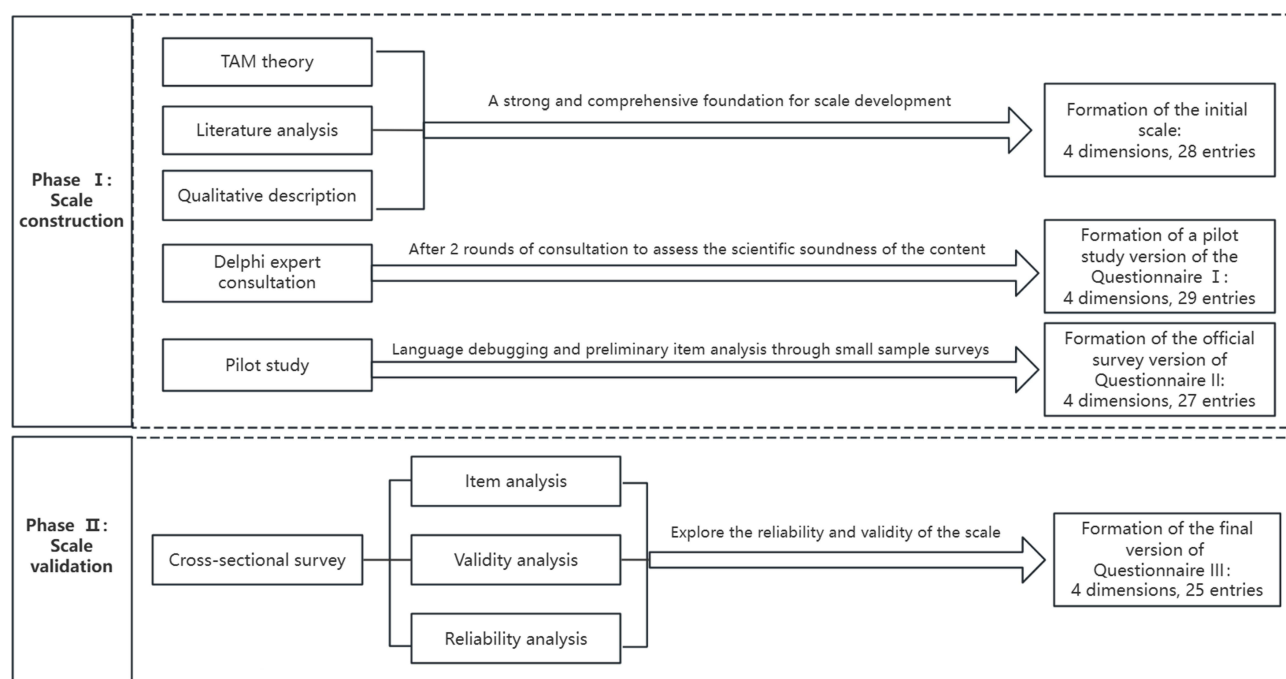 Phase Ⅰ:
Scale
construction
TAM theory
Literature analysis
Qualitative description
A strong and comprehensive foundation for scale development
Formation of the initial
scale:
4 dimensions, 28 entries
Delphi expert
consultation
After 2 rounds of consultation to assess the scientific soundness of the content
Formation of a pilot
study version of the
Questionnaire Ⅰ:
4 dimensions, 29 entries
Pilot study
Language debugging and preliminary item analysis through small sample surveys
Formation of the official
survey version of
Questionnaire II:
4 dimensions, 27 entries
Phase Ⅱ:
Scale
validation
Cross-sectional survey
Item analysis
Validity analysis
Reliability analysis
Explore the reliability and validity of the scale
Formation of the final
version of
Questionnaire III:
4 dimensions, 25 entries